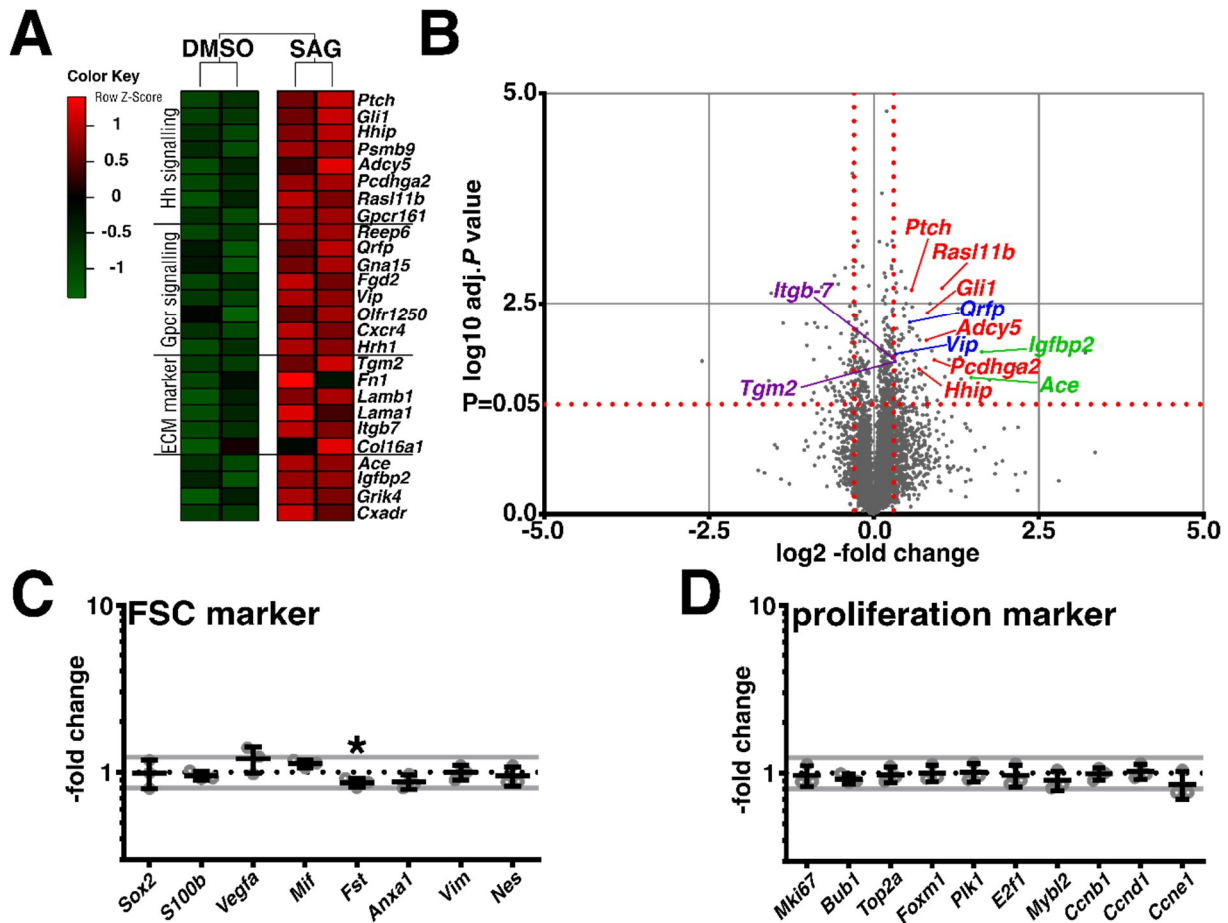 A
DMSO SAG
Color Key
Row Z-Score
1
0.5
0
-0.5
-1
Hh signalling
Gpcr signalling
ECM marker
Ptch
Gli1
Hhip
Psmb9
Adcy5
Pcdhga2
Rasl11b
Gpcr161
Reep6
Qrfp
Gna15
Fgd2
Vip
Olfr1250
Cxcr4
Hrh1
Tgm2
Fn1
Lamb1
Lama1
Itgb7
Col16a1
Ace
Igfbp2
Grik4
Cxadr
B
log10 adj.P value
5.0
2.5
P=0.05
0.0
-5.0 -2.5 0.0 2.5 5.0
log2 -fold change
Ptch
Rasl11b
Itgb-7
Gli1
Qrfp
Adcy5
Vip
Igfbp2
Pcdhga2
Tgm2
Hhip
Ace
C
FSC marker
-fold change
10
1
*
Sox2 S100b Vegfa Mif Fst Anxa1 Vim Nes
D
proliferation marker
-fold change
10
1
Mki67 Bub1 Top2a Foxm1 Plk1 E2f1 Mybl2 Ccnb1 Ccnd1 Ccne1